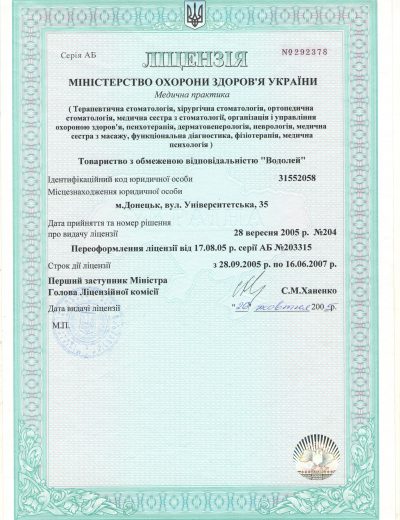 Серія АБ
№292378
ЛІЦЕНЗІЯ
МІНІСТЕРСТВО ОХОРОНИ ЗДОРОВ'Я УКРАЇНИ
Медична практика
( Терапевтична стоматологія, хірургічна стоматологія, ортопедична
стоматологія, медична сестра з стоматології, організація і управління
охороною здоров'я, психотерапія, дерматовенерологія, неврологія, медична
сестра з масажу, функціональна діагностика, фізіотерапія, медична
психологія )
Товариство з обмеженою відповідальністю "Водолей"
Ідентифікаційний код юридичної особи 31552058
Місцезнаходження юридичної особи
м.Донецьк, вул. Університетська, 35
Дата прийняття та номер рішення
про видачу ліцензії 28 вересня 2005 р. №204
Переоформлення ліцензії від 17.08.05 р. серії АБ №203315
Строк дії ліцензії з 28.09.2005 р. по 16.06.2007 р.
Перший заступник Міністра
Голова Ліцензійної комісії С.М.Ханенко
Дата видачі ліцензії "20" жовтня 2005р.
М.П.